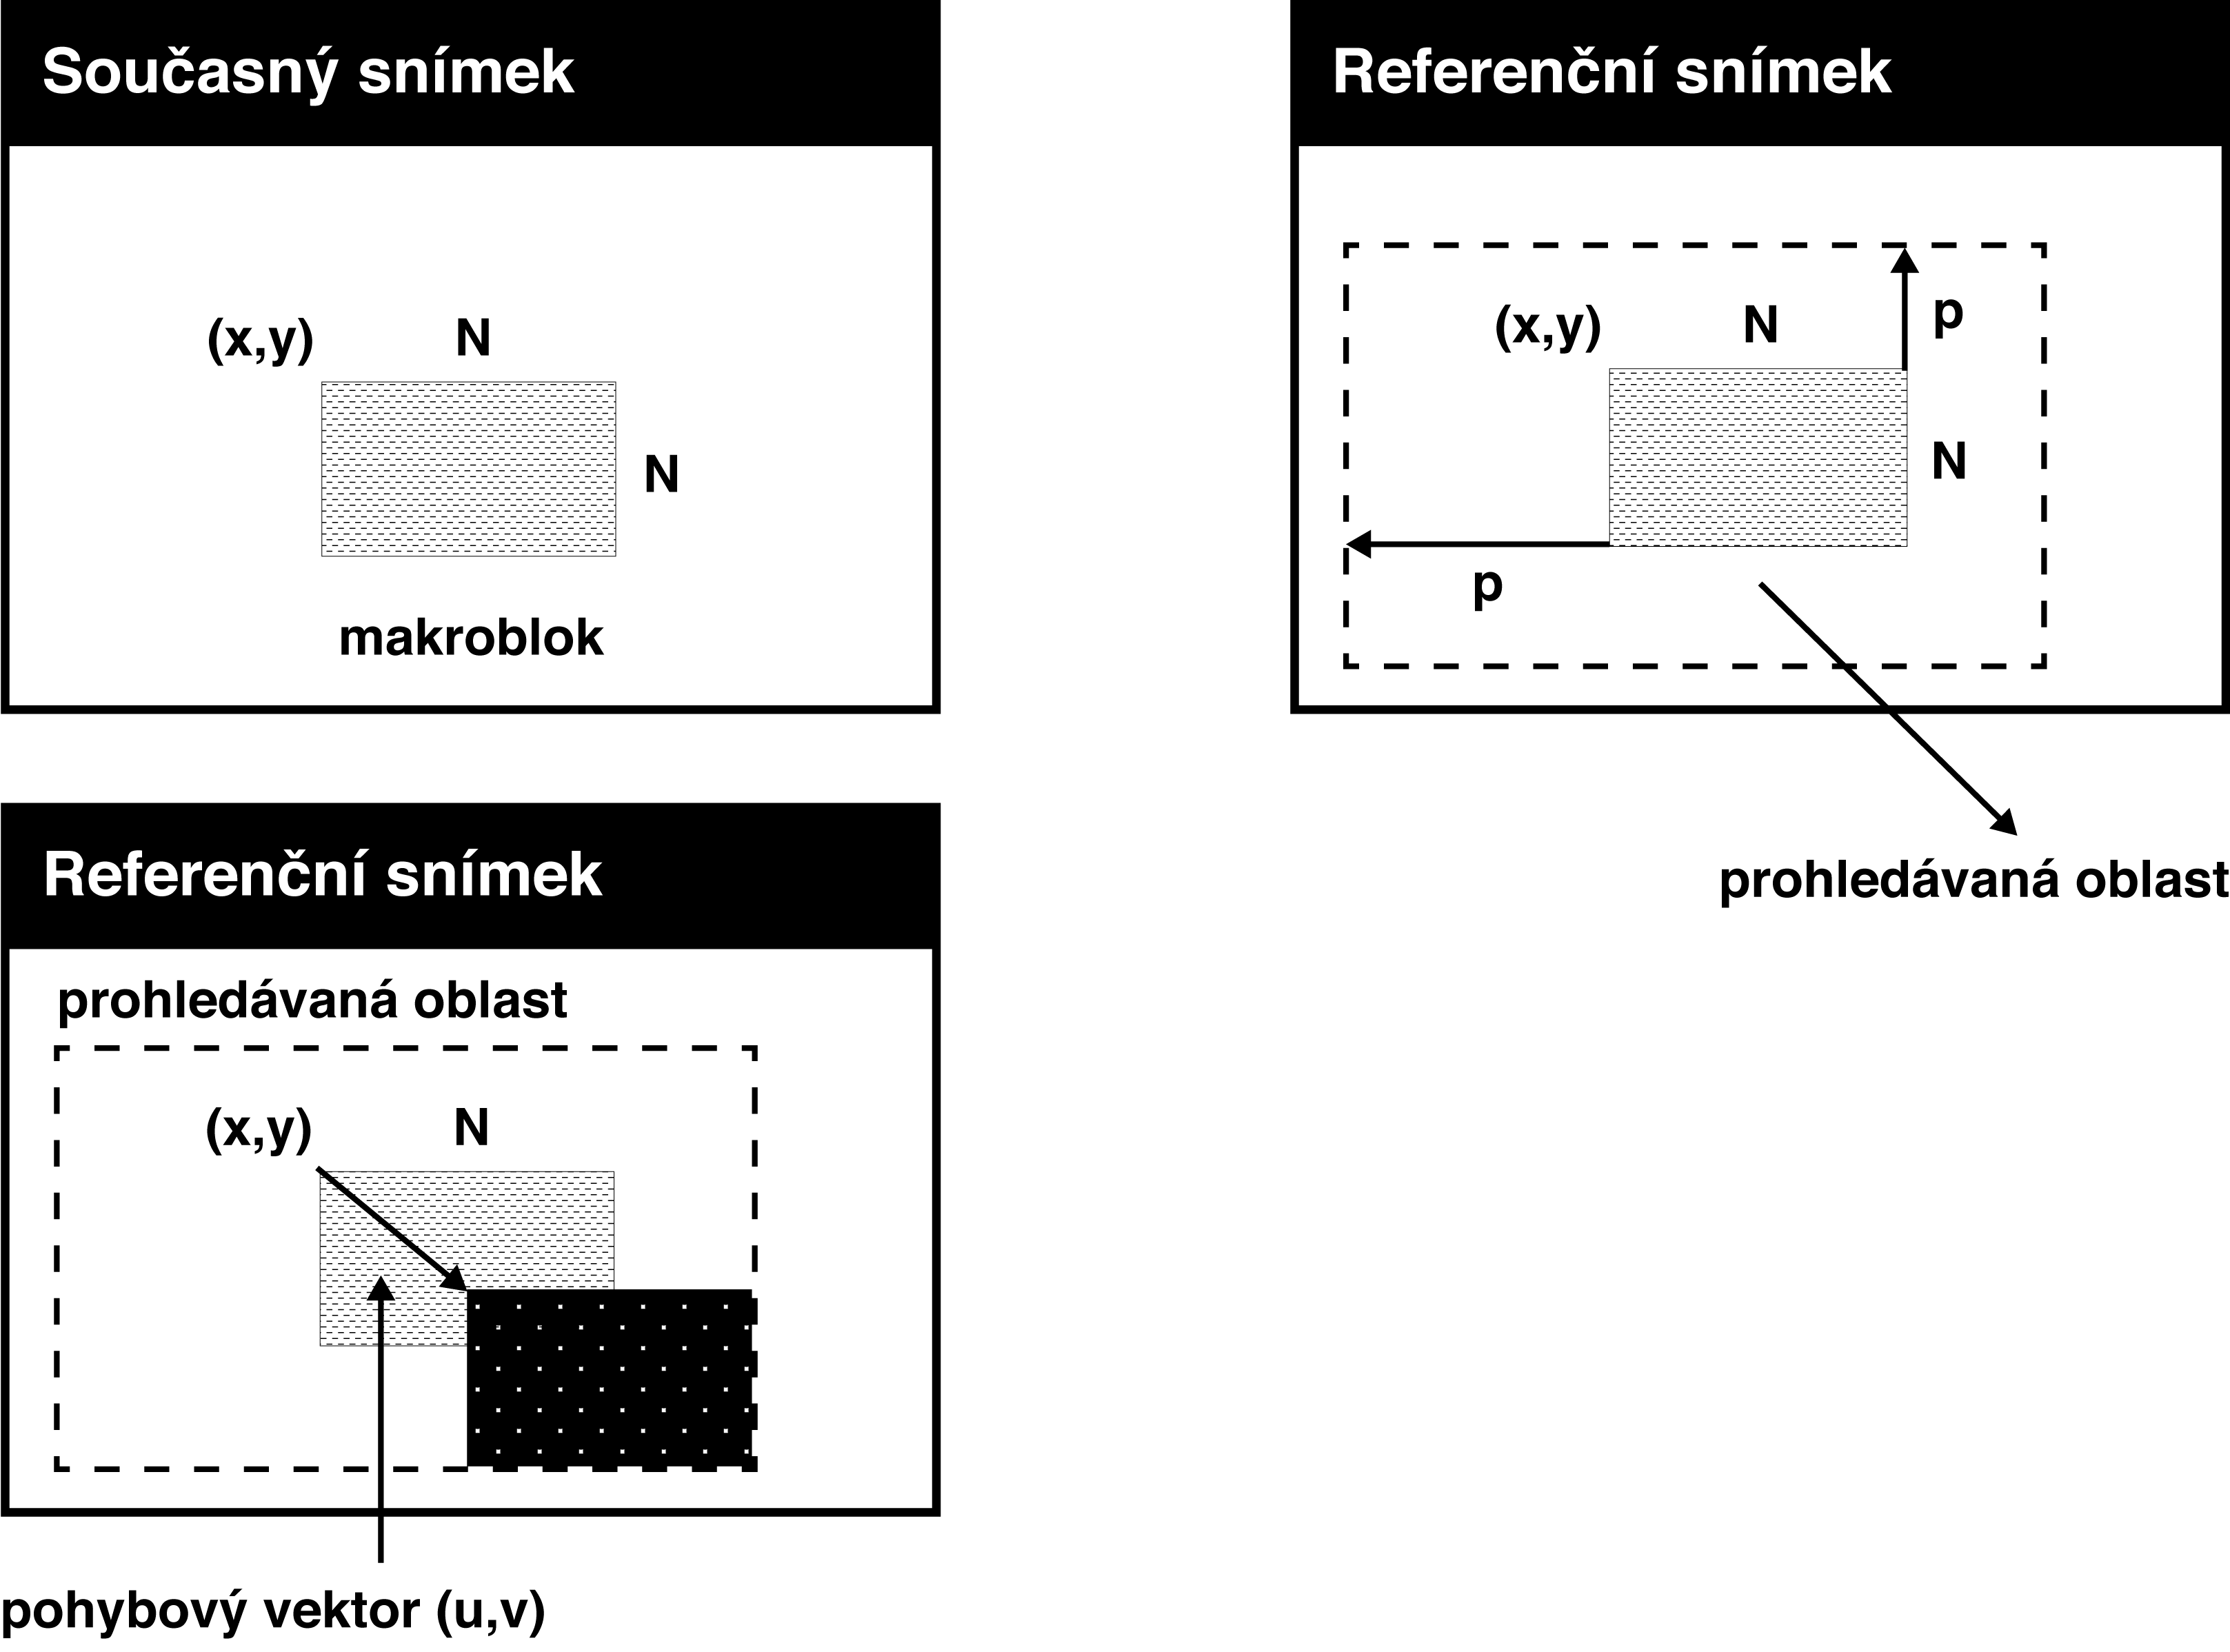 Současný snímek
(x,y) N
N
makroblok
Referenční snímek
(x,y) N p
N
p
prohledávaná oblast
Referenční snímek
prohledávaná oblast
(x,y) N
pohybový vektor (u,v)